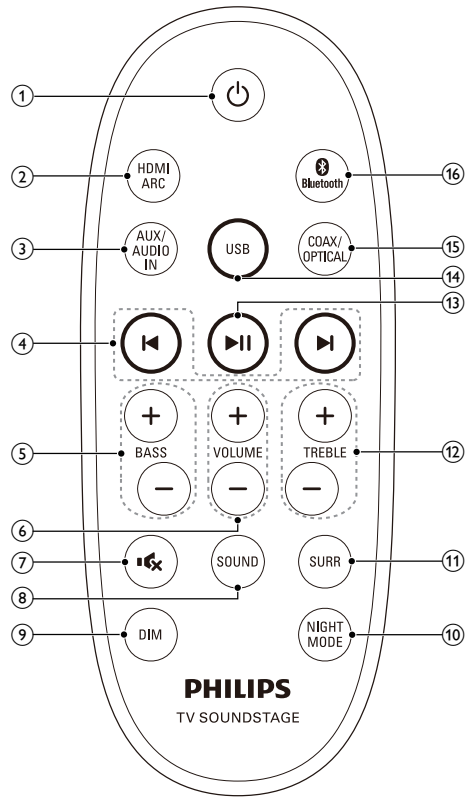 1
2
HDMI
ARC
Bluetooth
16
3
AUX/
AUDIO
IN
USB
COAX/
OPTICAL
15
14
13
4
5
BASS
VOLUME
TREBLE
12
6
7
SOUND
SURR
11
8
9
DIM
NIGHT
MODE
10
PHILIPS
TV SOUNDSTAGE